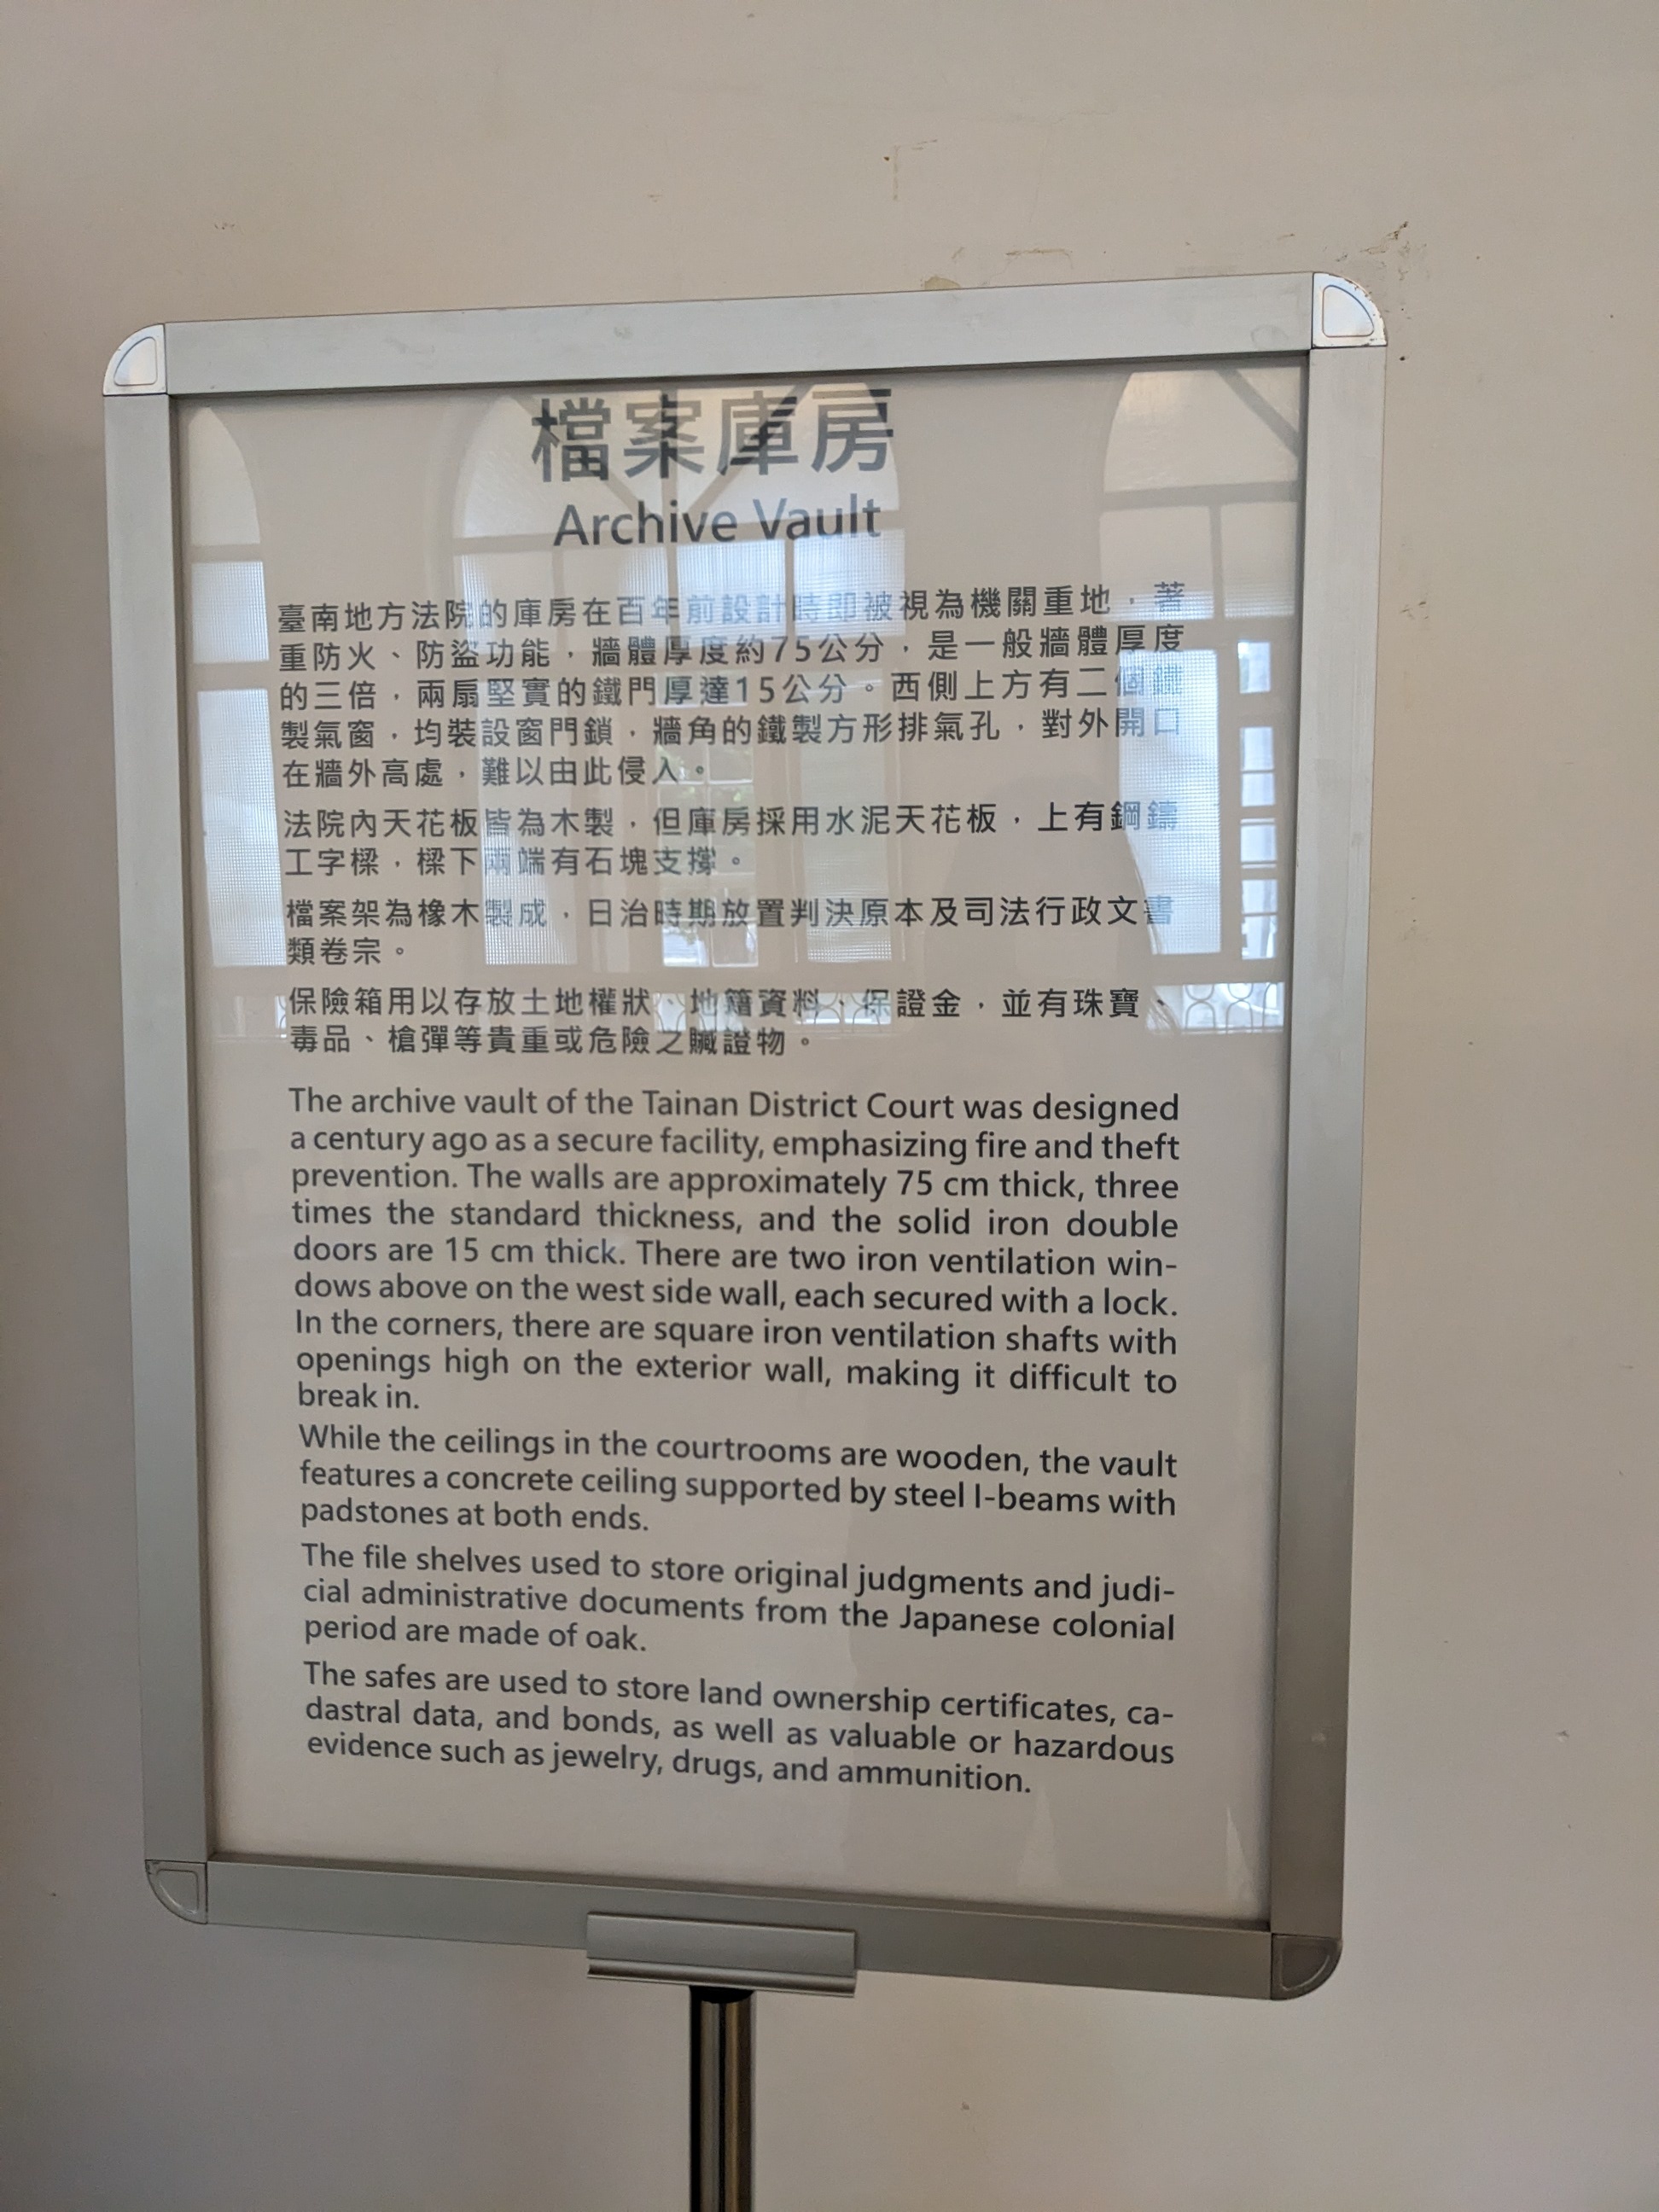 檔案庫房
Archive Vault
臺南地方法院的庫房在百年前設計時即被視為機關重地，著
重防火、防盜功能，牆體厚度約75公分，是一般牆體厚度
的三倍，兩扇堅實的鐵門厚達15公分。西側上方有二個鐵
製氣窗，均裝設窗門鎖，牆角的鐵製方形排氣孔，對外開口
在牆外高處，難以由此侵入。
法院內天花板皆為木製，但庫房採用水泥天花板，上有鋼鑄
工字樑，樑下兩端有石塊支撐。
檔案架為橡木製成，日治時期放置判決原本及司法行政文書
類卷宗。
保險箱用以存放土地權狀、地籍資料、保證金，並有珠寶、
毒品、槍彈等貴重或危險之贓證物。
The archive vault of the Tainan District Court was designed
a century ago as a secure facility, emphasizing fire and theft
prevention. The walls are approximately 75 cm thick, three
times the standard thickness, and the solid iron double
doors are 15 cm thick. There are two iron ventilation win-
dows above on the west side wall, each secured with a lock.
In the corners, there are square iron ventilation shafts with
openings high on the exterior wall, making it difficult to
break in.
While the ceilings in the courtrooms are wooden, the vault
features a concrete ceiling supported by steel I-beams with
padstones at both ends.
The file shelves used to store original judgments and judi-
cial administrative documents from the Japanese colonial
period are made of oak.
The safes are used to store land ownership certificates, ca-
dastral data, and bonds, as well as valuable or hazardous
evidence such as jewelry, drugs, and ammunition.